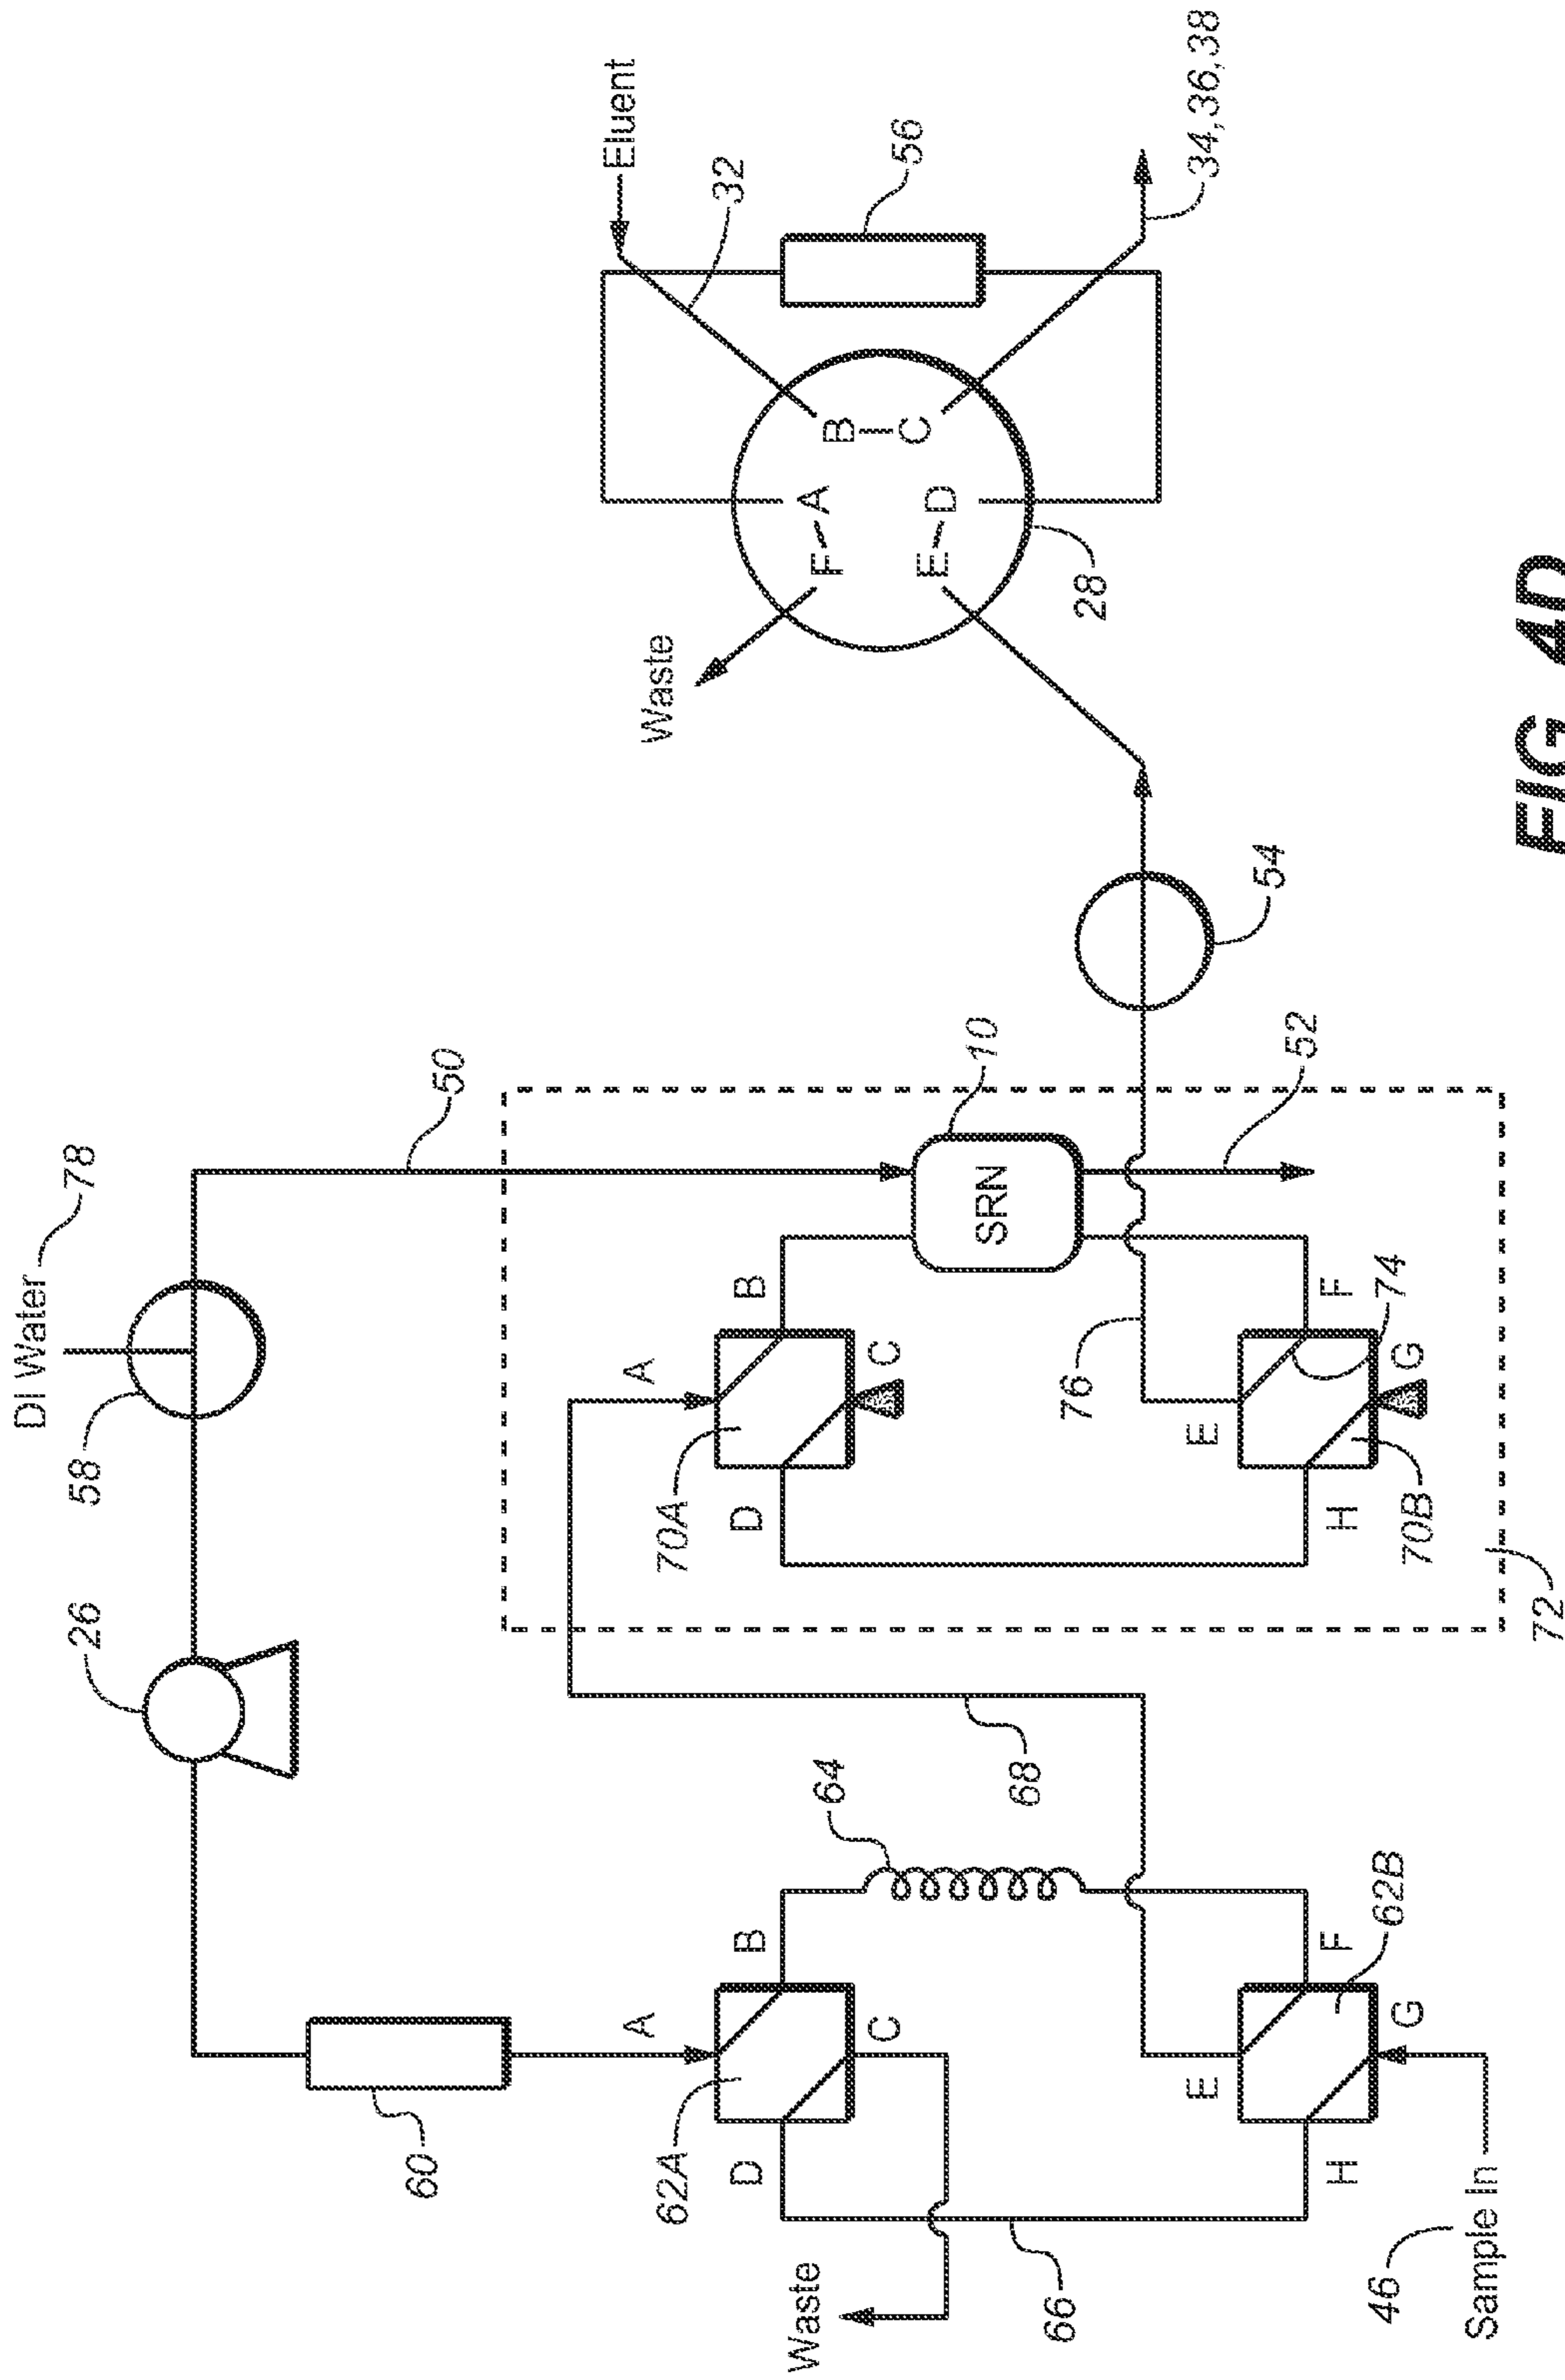 DI Water 78
58
26
50
60
A
62A
B
C
D
64
Waste
66
68
E
F
G
H
62B
46
Sample In
A
70A
B
C
D
10
SRN
76
E
F
74
G
H
70B
52
72
54
Eluent
32
56
Waste
F A
B
C
E D
28
34,36,38
FIG. 4D